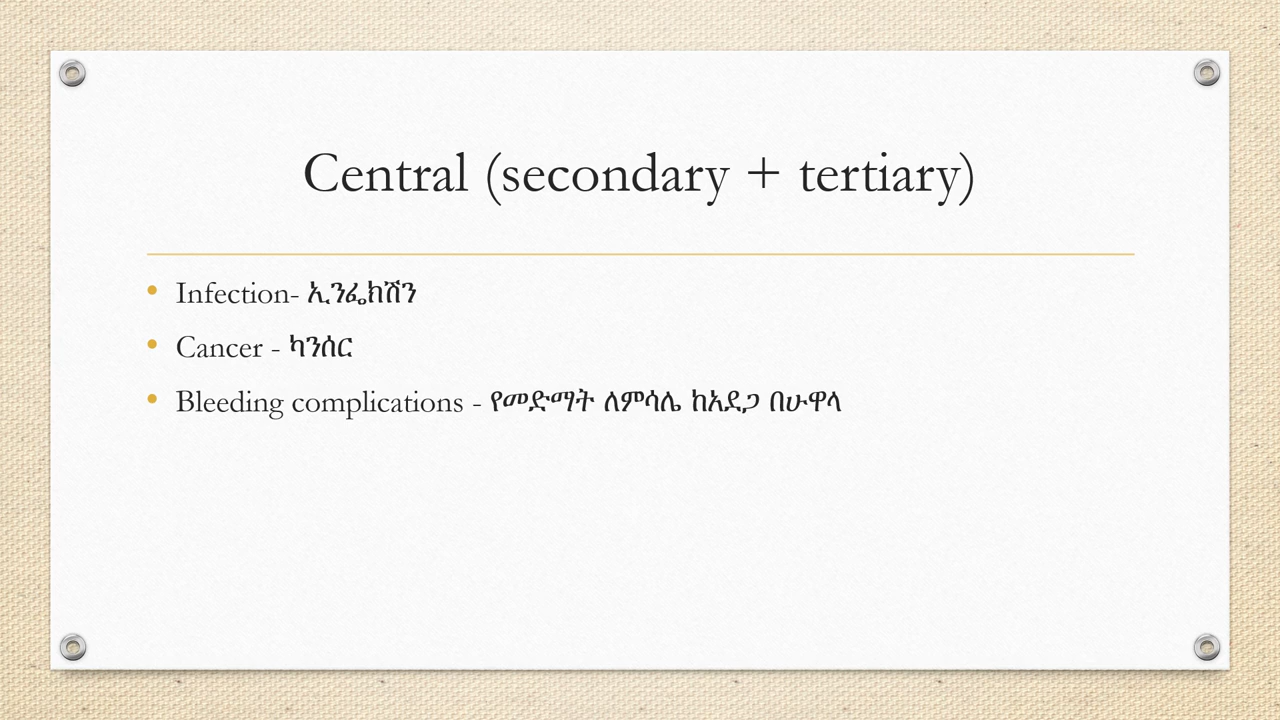 Central (secondary + tertiary)
• Infection- ኢንፌክሽን
• Cancer - ካንሰር
• Bleeding complications - የመድማት ለምሳሌ ከአደጋ በሁዋላ